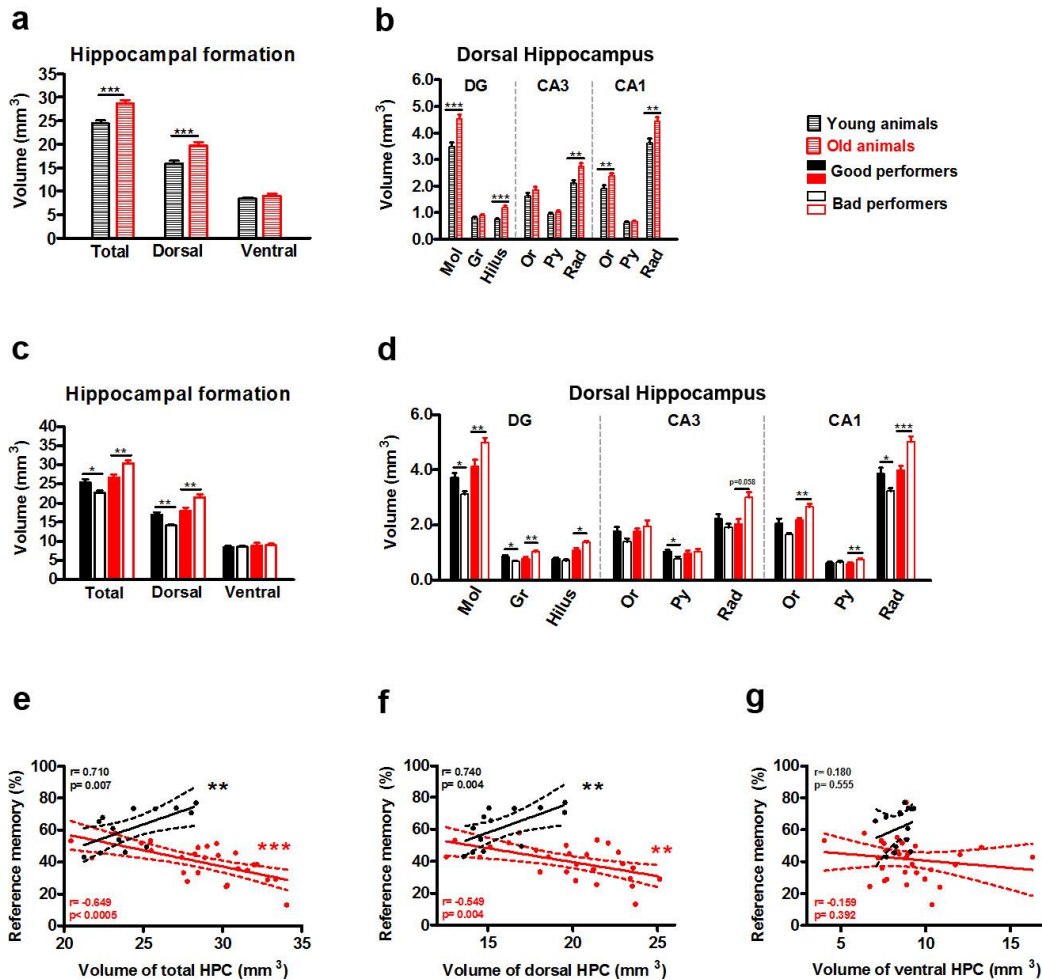 a
Hippocampal formation
Volume (mm³)
35
30
25
20
15
10
5
0
***
***
Total Dorsal Ventral
b
Dorsal Hippocampus
DG CA3 CA1
Volume (mm³)
6.0
5.0
4.0
3.0
2.0
1.0
0.0
***
***
**
**
**
Mol Gr Hilus Or Py Rad Or Py Rad
Young animals
Old animals
Good performers
Bad performers
c
Hippocampal formation
Volume (mm³)
40
35
30
25
20
15
10
5
0
* **
** **
Total Dorsal Ventral
d
Dorsal Hippocampus
DG CA3 CA1
Volume (mm³)
6.0
4.0
2.0
0.0
* **
* **
*
*
p=0.058
**
**
* ***
Mol Gr Hilus Or Py Rad Or Py Rad
e
Reference memory (%)
100
80
60
40
20
0
r= 0.710
p= 0.007
**
***
r= -0.649
p< 0.0005
20 25 30 35
Volume of total HPC (mm³)
f
Reference memory (%)
100
80
60
40
20
0
r= 0.740
p= 0.004
**
**
r= -0.549
p= 0.004
15 20 25
Volume of dorsal HPC (mm³)
g
Reference memory (%)
100
80
60
40
20
0
r= 0.180
p= 0.555
r= -0.159
p= 0.392
5 10 15
Volume of ventral HPC (mm³)